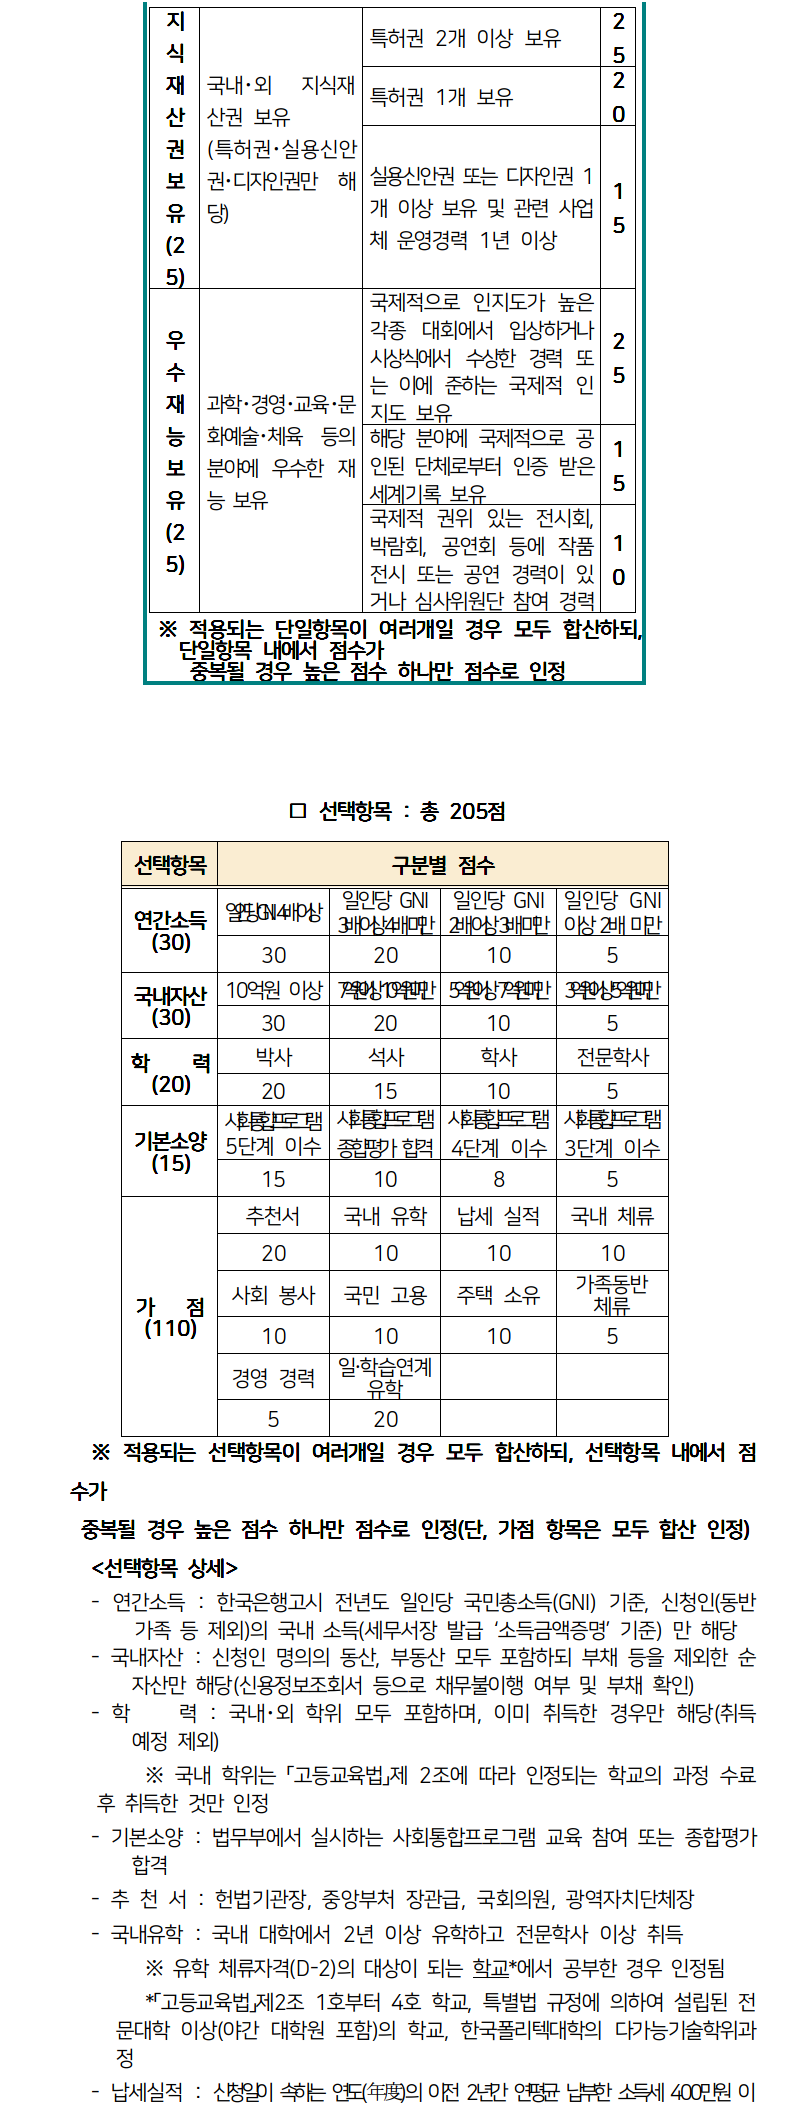 지
식
재
산
권
보
유
(2
5)
국내·외 지식재
산권 보유
(특허권·실용신안
권·디자인권만 해
당)
특허권 2개 이상 보유
2
5
특허권 1개 보유
2
0
실용신안권 또는 디자인권 1
개 이상 보유 및 관련 사업
체 운영경력 1년 이상
1
5
우
수
재
능
보
유
(2
5)
과학·경영·교육·문
화예술·체육 등의
분야에 우수한 재
능 보유
국제적으로 인지도가 높은
각종 대회에서 입상하거나
시상식에서 수상한 경력 또
는 이에 준하는 국제적 인
지도 보유
2
5
해당 분야에 국제적으로 공
인된 단체로부터 인증 받은
세계기록 보유
1
5
국제적 권위 있는 전시회,
박람회, 공연회 등에 작품
전시 또는 공연 경력이 있
거나 심사위원단 참여 경력
1
0
※ 적용되는 단일항목이 여러개일 경우 모두 합산하되,
단일항목 내에서 점수가
중복될 경우 높은 점수 하나만 점수로 인정
□ 선택항목 : 총 205점
선택항목 구분별 점수
연간소득
(30)
일인당 GNI 4배 이상
일인당 GNI
3배 이상 4배 미만
일인당 GNI
2배 이상 3배 미만
일인당 GNI
이상 2배 미만
30 20 10 5
국내자산
(30)
10억원 이상 7억이상10억원미만 5억이상7억원미만 3억이상5억원미만
30 20 10 5
학 력
(20)
박사 석사 학사 전문학사
20 15 10 5
기본소양
(15)
사회통합프로그램
5단계 이수
사회통합프로그램
종합평가 합격
사회통합프로그램
4단계 이수
사회통합프로그램
3단계 이수
15 10 8 5
가 점
(110)
추천서 국내 유학 납세 실적 국내 체류
20 10 10 10
사회 봉사 국민 고용 주택 소유 가족동반
체류
10 10 10 5
경영 경력 일·학습연계
유학
5 20
※ 적용되는 선택항목이 여러개일 경우 모두 합산하되, 선택항목 내에서 점
수가
중복될 경우 높은 점수 하나만 점수로 인정(단, 가점 항목은 모두 합산 인정)
<선택항목 상세>
- 연간소득 : 한국은행고시 전년도 일인당 국민총소득(GNI) 기준, 신청인(동반
가족 등 제외)의 국내 소득(세무서장 발급 ‘소득금액증명’ 기준) 만 해당
- 국내자산 : 신청인 명의의 동산, 부동산 모두 포함하되 부채 등을 제외한 순
자산만 해당(신용정보조회서 등으로 채무불이행 여부 및 부채 확인)
- 학 력 : 국내·외 학위 모두 포함하며, 이미 취득한 경우만 해당(취득
예정 제외)
※ 국내 학위는 「고등교육법」제 2조에 따라 인정되는 학교의 과정 수료
후 취득한 것만 인정
- 기본소양 : 법무부에서 실시하는 사회통합프로그램 교육 참여 또는 종합평가
합격
- 추 천 서 : 헌법기관장, 중앙부처 장관급, 국회의원, 광역자치단체장
- 국내유학 : 국내 대학에서 2년 이상 유학하고 전문학사 이상 취득
※ 유학 체류자격(D-2)의 대상이 되는 학교*에서 공부한 경우 인정됨
*「고등교육법」제2조 1호부터 4호 학교, 특별법 규정에 의하여 설립된 전
문대학 이상(야간 대학원 포함)의 학교, 한국폴리텍대학의 다가능기술학위과
정
- 납세실적 : 신청일이 속하는 연도(年度)의 이전 2년간 연평균 납부한 소득세 400만원 이